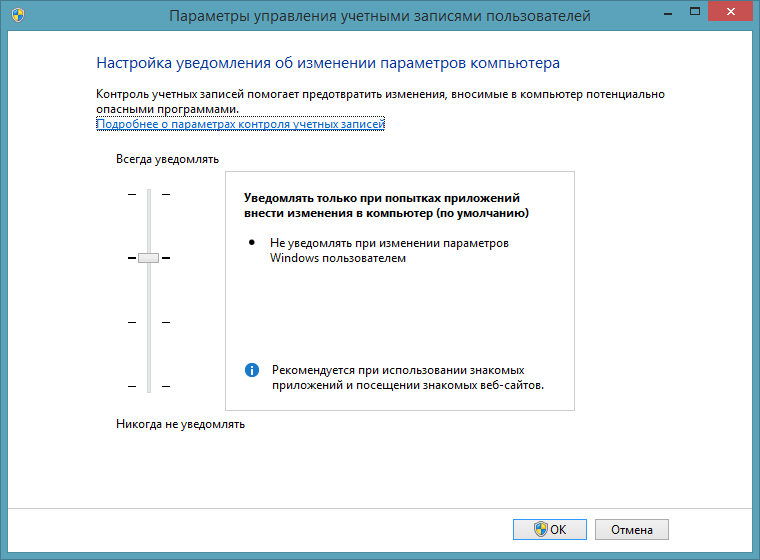 Параметры управления учетными записями пользователей
Настройка уведомления об изменении параметров компьютера
Контроль учетных записей помогает предотвратить изменения, вносимые в компьютер потенциально
опасными программами.
Подробнее о параметрах контроля учетных записей
Всегда уведомлять
Уведомлять только при попытках приложений
внести изменения в компьютер (по умолчанию)
• Не уведомлять при изменении параметров
Windows пользователем
Рекомендуется при использовании знакомых
приложений и посещении знакомых веб-сайтов.
Никогда не уведомлять
ОК
Отмена